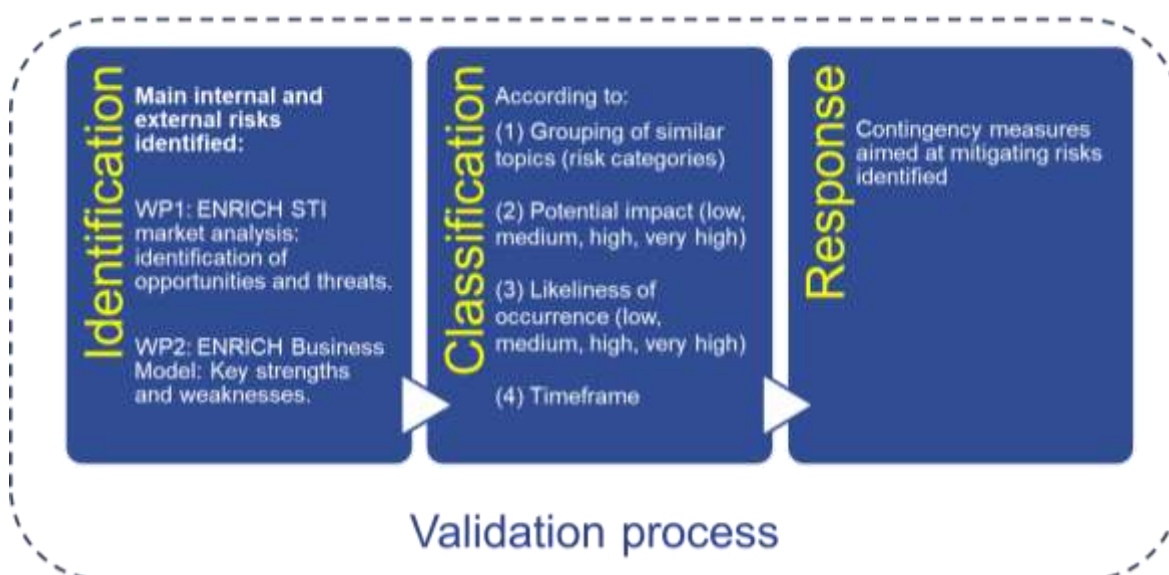 Identification
Main internal and
external risks
identified:
WP1: ENRICH STI
market analysis:
identification of
opportunities and threats.
WP2: ENRICH Business
Model: Key strengths
and weaknesses.
Classification
According to:
(1) Grouping of similar
topics (risk categories)
(2) Potential impact (low,
medium, high, very high)
(3) Likeliness of
occurrence (low,
medium, high, very high)
(4) Timeframe
Response
Contingency measures
aimed at mitigating risks
identified
Validation process